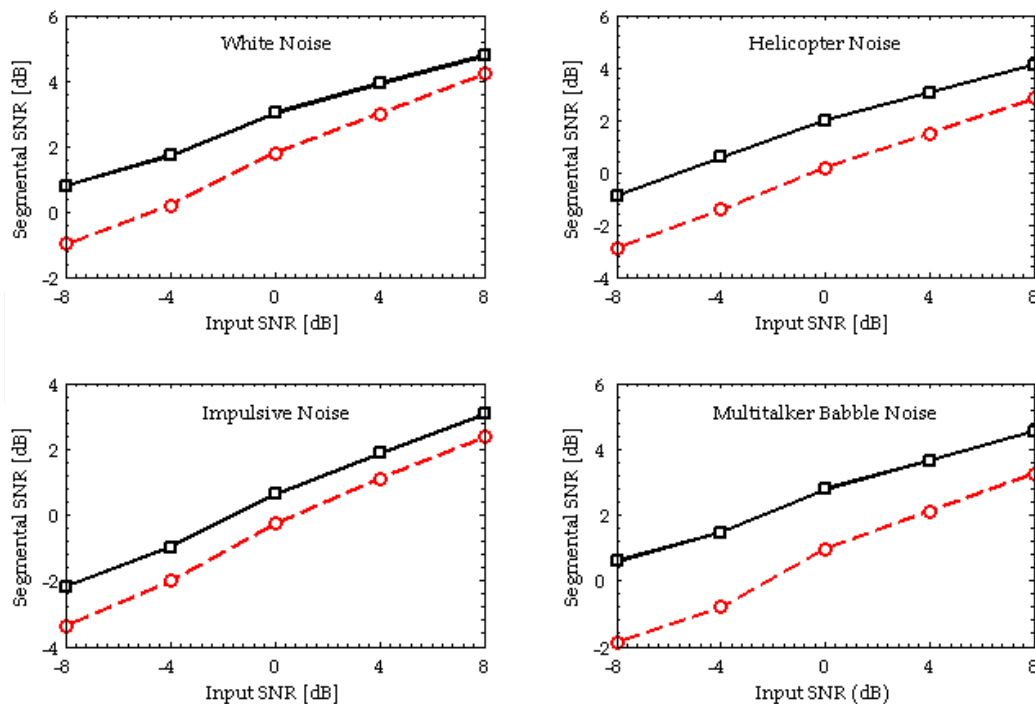 White Noise
Segmental SNR [dB]
6
4
2
0
-2
-8 -4 0 4 8
Input SNR [dB]
Helicopter Noise
Segmental SNR [dB]
6
4
2
0
-2
-4
-8 -4 0 4 8
Input SNR [dB]
Impulsive Noise
Segmental SNR [dB]
4
2
0
-2
-4
-8 -4 0 4 8
Input SNR [dB]
Multitalker Babble Noise
Segmental SNR [dB]
6
4
2
0
-2
-8 -4 0 4 8
Input SNR (dB)